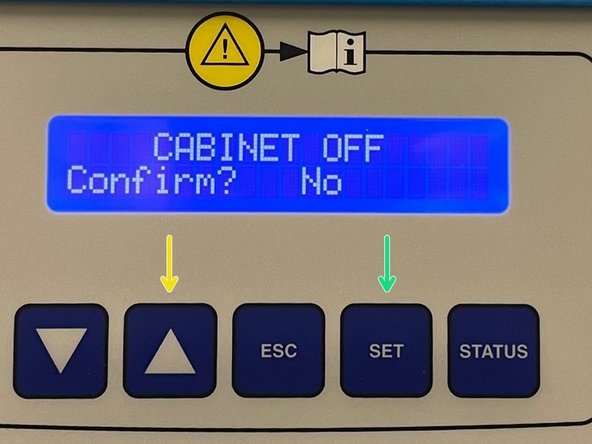 CABINET OFF
Confirm? No
ESC SET STATUS